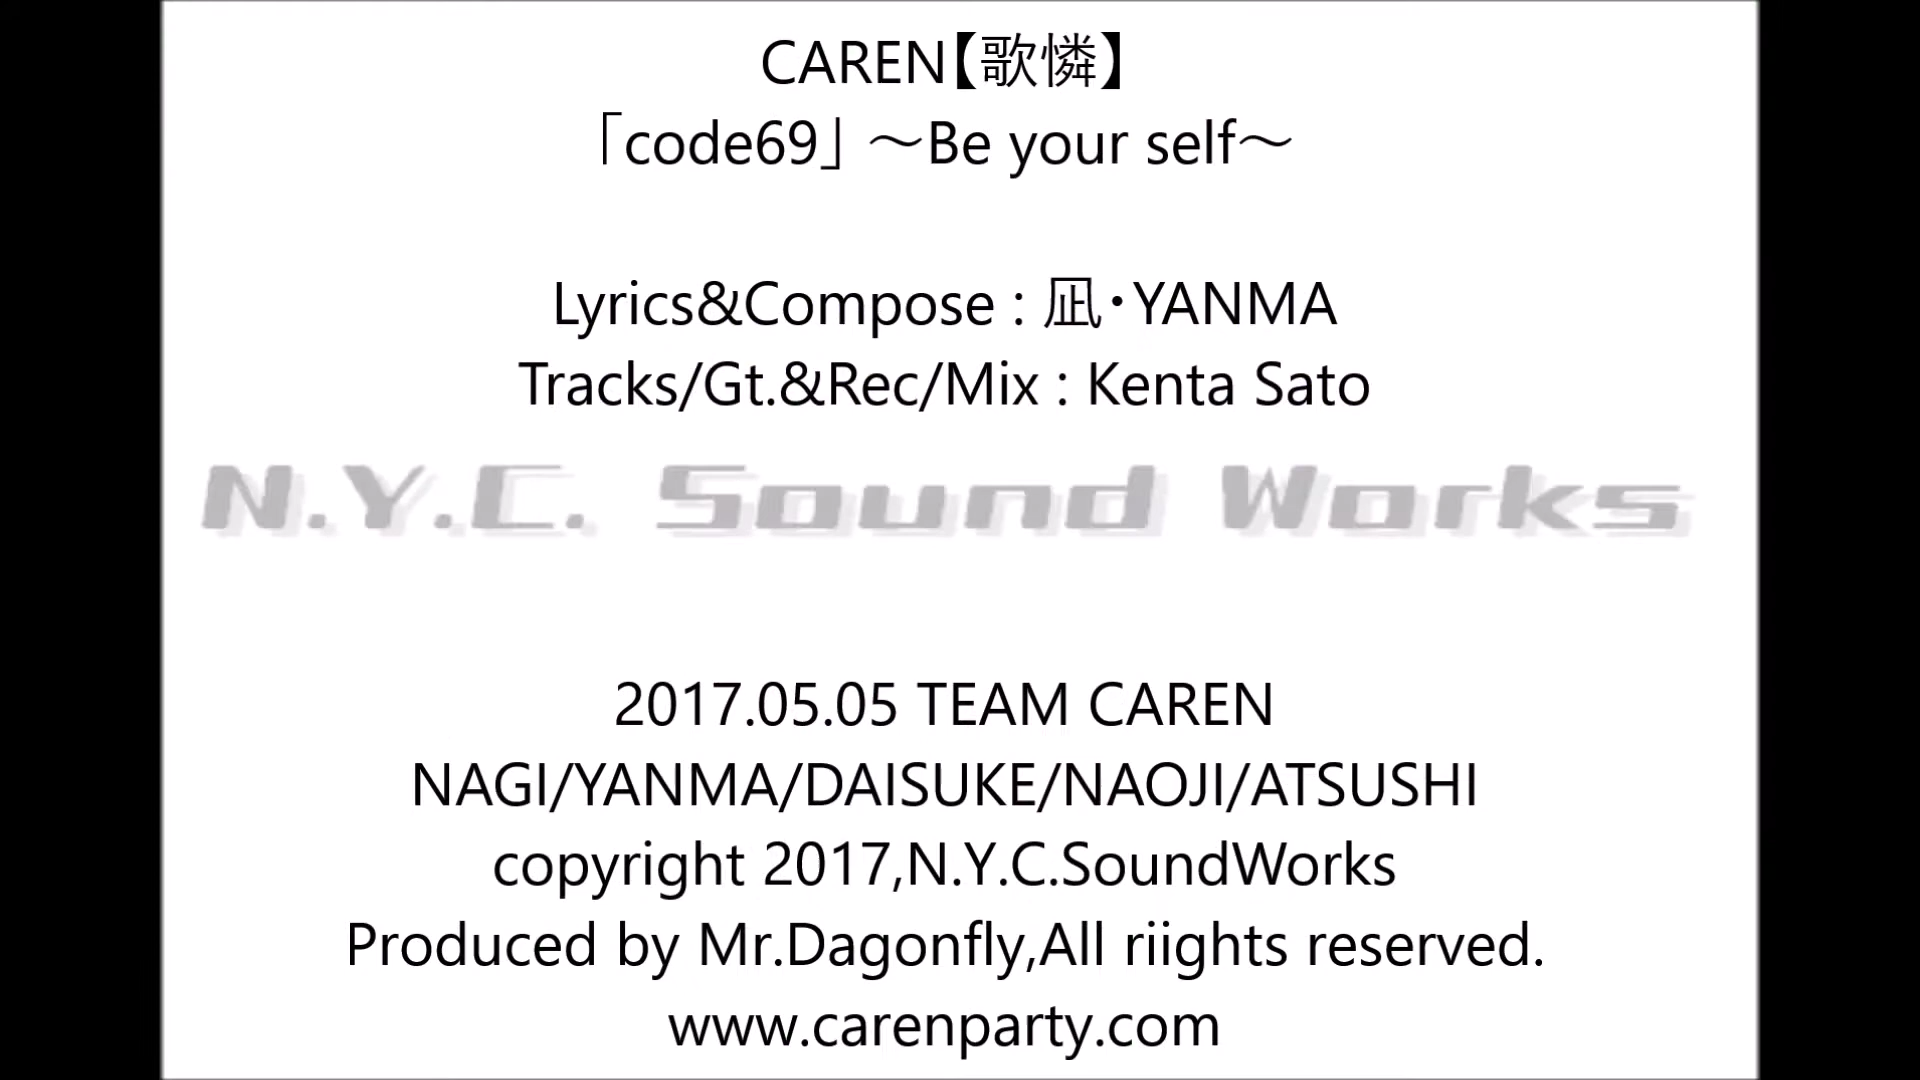 CAREN【歌憐】
「code69」～Be your self～
Lyrics&Compose : 凪・YANMA
Tracks/Gt.&Rec/Mix : Kenta Sato
N.Y.C. Sound Works
2017.05.05 TEAM CAREN
NAGI/YANMA/DAISUKE/NAOJI/ATSUSHI
copyright 2017,N.Y.C.SoundWorks
Produced by Mr.Dagonfly,All riights reserved.
www.carenparty.com